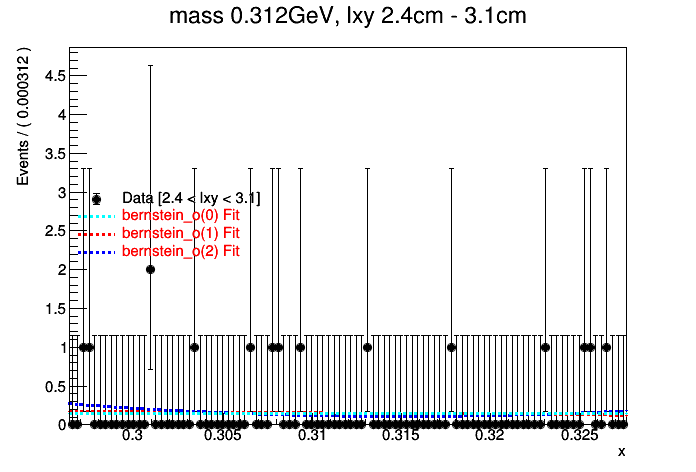 mass 0.312GeV, lxy 2.4cm - 3.1cm
Events / ( 0.000312 )
4.5
4
3.5
3
2.5
2
1.5
1
0.5
0
Data [2.4 < lxy < 3.1]
bernstein_o(0) Fit
bernstein_o(1) Fit
bernstein_o(2) Fit
0.3 0.305 0.31 0.315 0.32 0.325
x